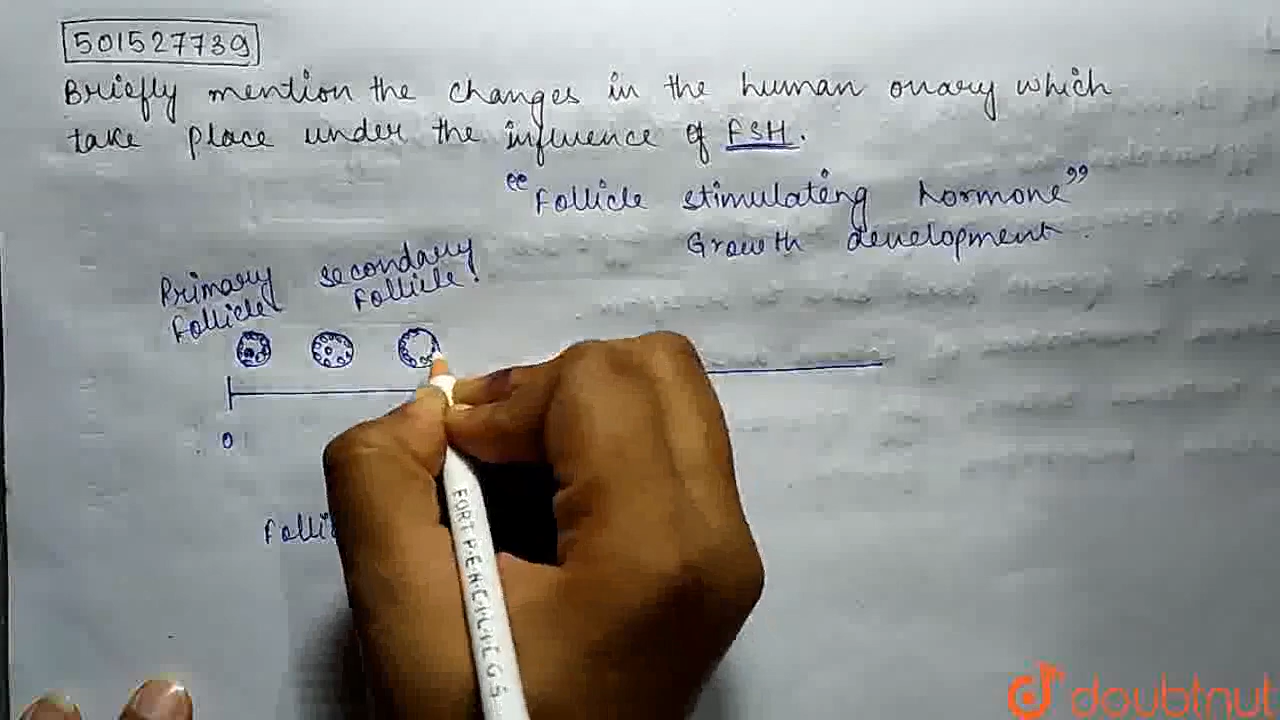 501527739
Briefly mention the changes in the human ovary which
take place under the influence of FSH.
"Follicle stimulating hormone"
Growth development.
Primary secondary
follicle follicle
0
FORT P·E·N·C·I·L·S
doubtnut